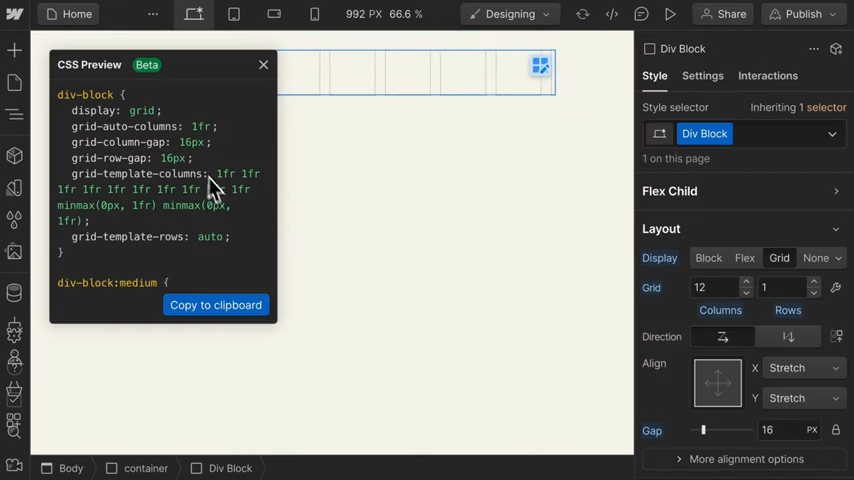 Home
992 PX 66.6 %
Designing
Share
Publish
CSS Preview Beta
div-block {
display: grid;
grid-auto-columns: 1fr;
grid-column-gap: 16px;
grid-row-gap: 16px;
grid-template-columns: 1fr 1fr
1fr 1fr 1fr 1fr 1fr 1fr
minmax(0px, 1fr) minmax(0px,
1fr);
grid-template-rows: auto;
}
div-block:medium {
Copy to clipboard
Div Block
Style Settings Interactions
Style selector Inheriting 1 selector
Div Block
1 on this page
Flex Child
Layout
Display Block Flex Grid None
Grid 12 1
Columns Rows
Direction
Align X Stretch
Y Stretch
Gap 16 PX
More alignment options
Body container Div Block